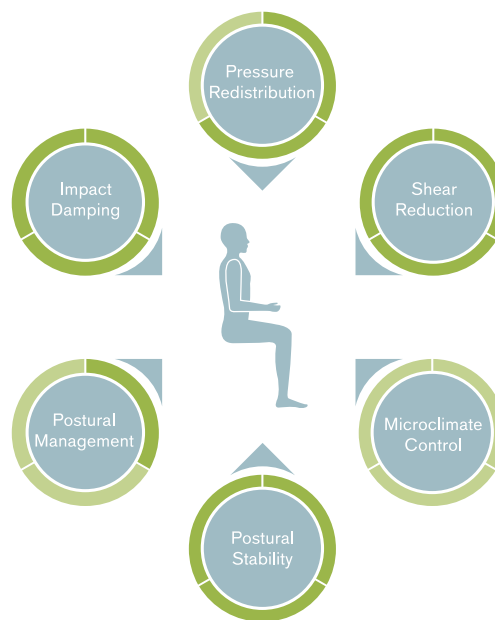 Pressure
Redistribution
Impact
Damping
Shear
Reduction
Postural
Management
Microclimate
Control
Postural
Stability